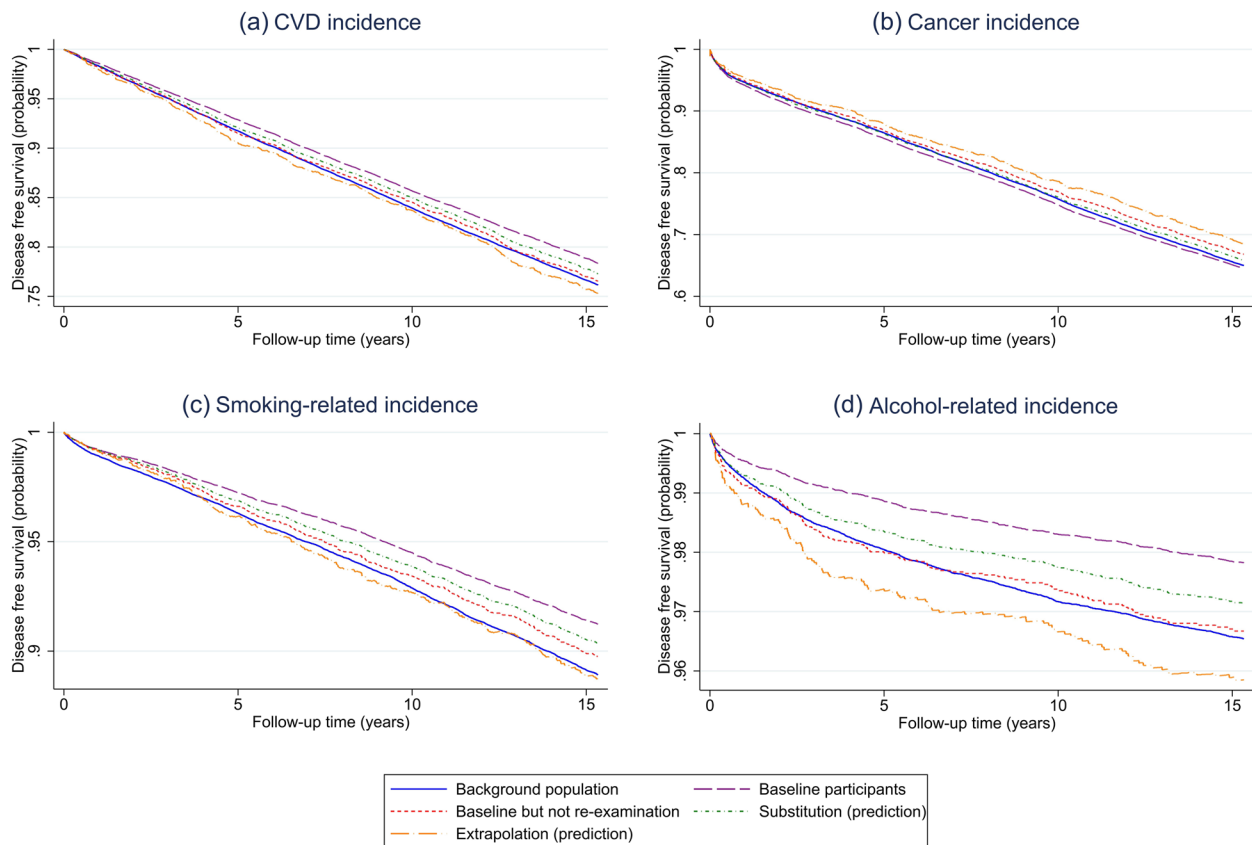 (a) CVD incidence
Disease free survival (probability)
1
.95
.9
.85
.8
.75
0 5 10 15
Follow-up time (years)
(b) Cancer incidence
Disease free survival (probability)
1
.9
.8
.7
.6
0 5 10 15
Follow-up time (years)
(c) Smoking-related incidence
Disease free survival (probability)
1
.95
.9
0 5 10 15
Follow-up time (years)
(d) Alcohol-related incidence
Disease free survival (probability)
1
.99
.98
.97
.96
0 5 10 15
Follow-up time (years)
Background population
Baseline participants
Baseline but not re-examination
Substitution (prediction)
Extrapolation (prediction)